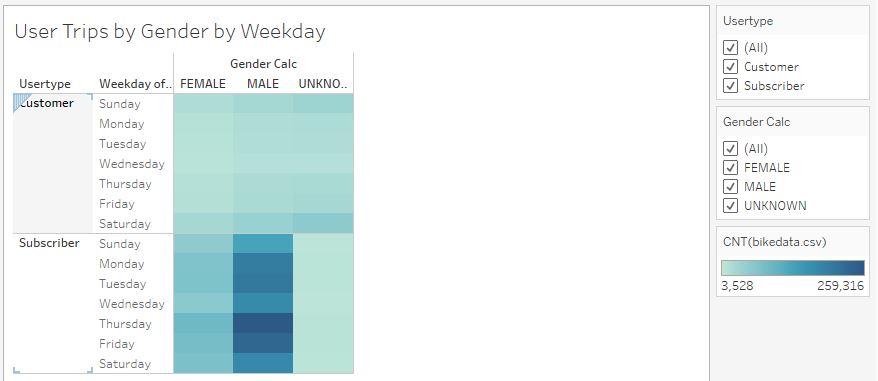 User Trips by Gender by Weekday
Gender Calc
Usertype Weekday of.. FEMALE MALE UNKNO..
Customer Sunday
Monday
Tuesday
Wednesday
Thursday
Friday
Saturday
Subscriber Sunday
Monday
Tuesday
Wednesday
Thursday
Friday
Saturday
Usertype
(All)
Customer
Subscriber
Gender Calc
(All)
FEMALE
MALE
UNKNOWN
CNT(bikedata.csv)
3,528 259,316